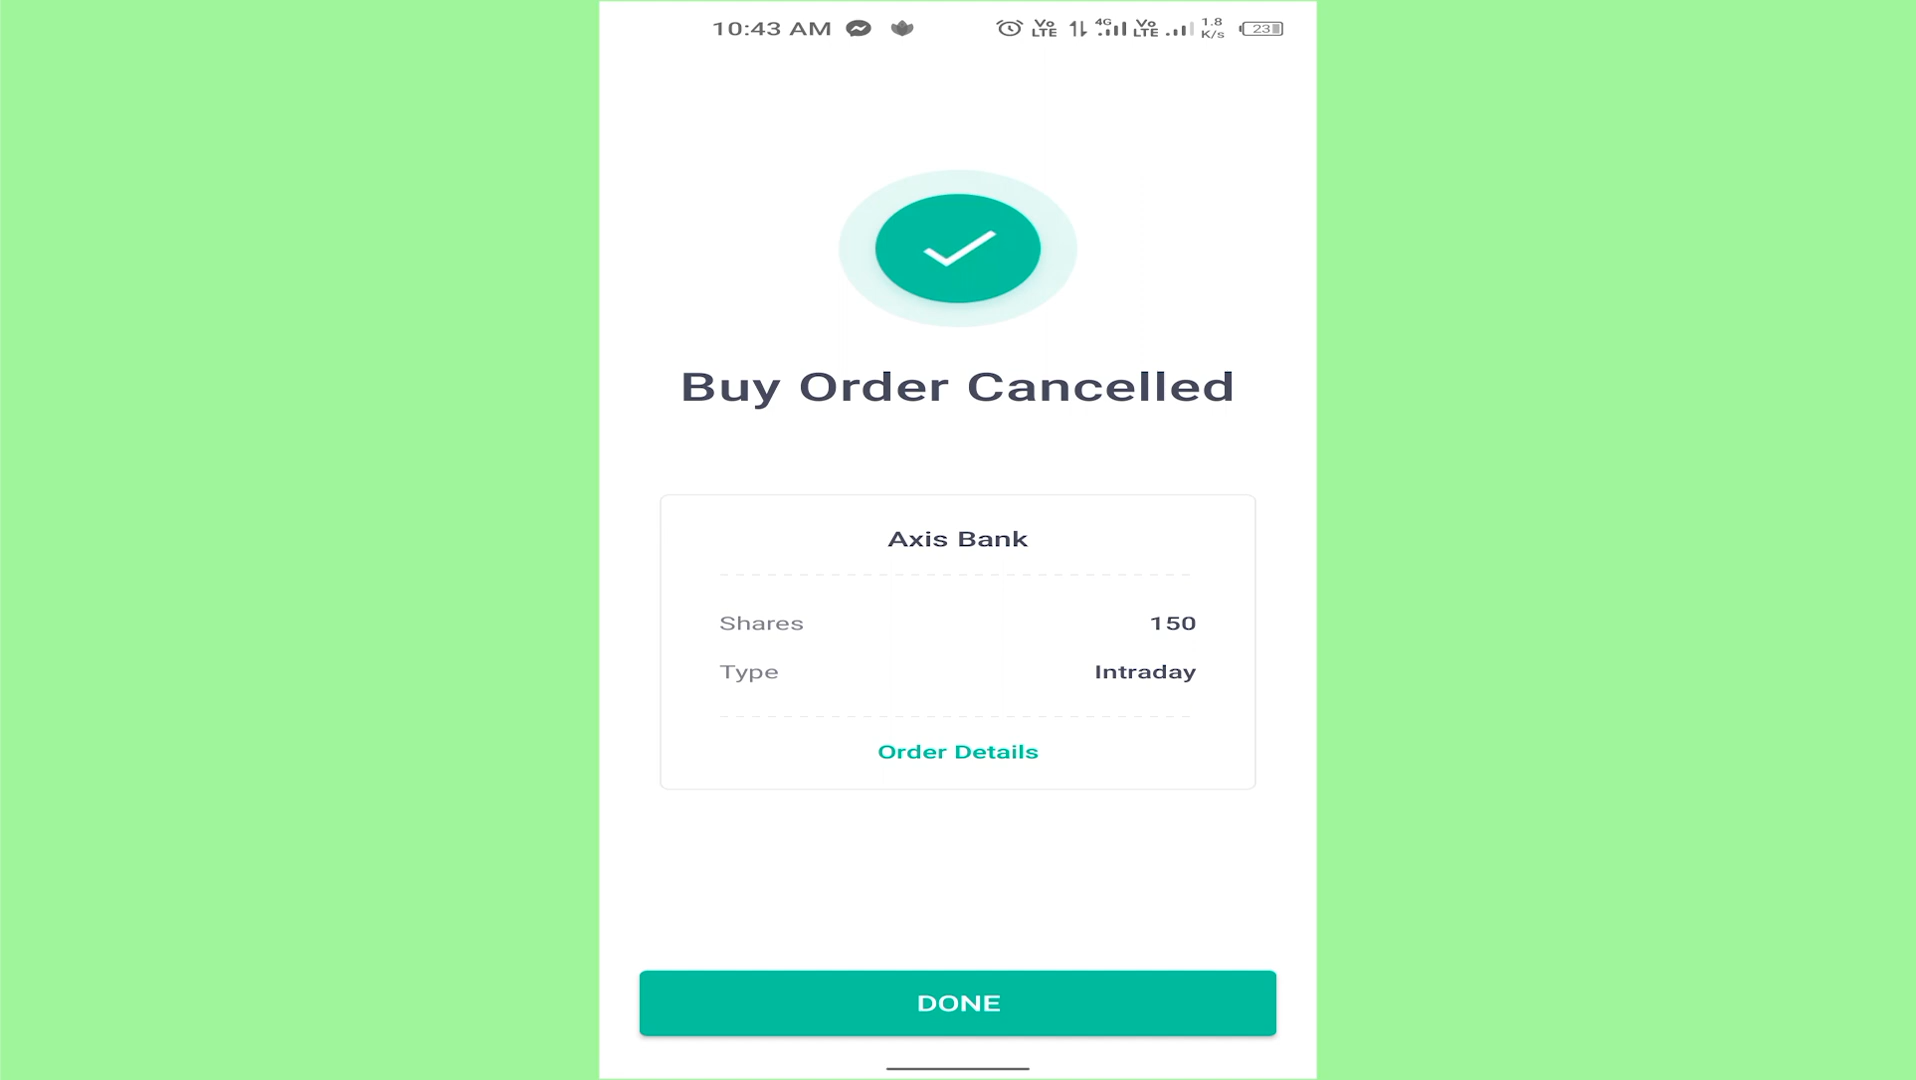 10:43 AM Vo LTE 4G Vo LTE 1.8 K/s 23
Buy Order Cancelled
Axis Bank
Shares 150
Type Intraday
Order Details
DONE